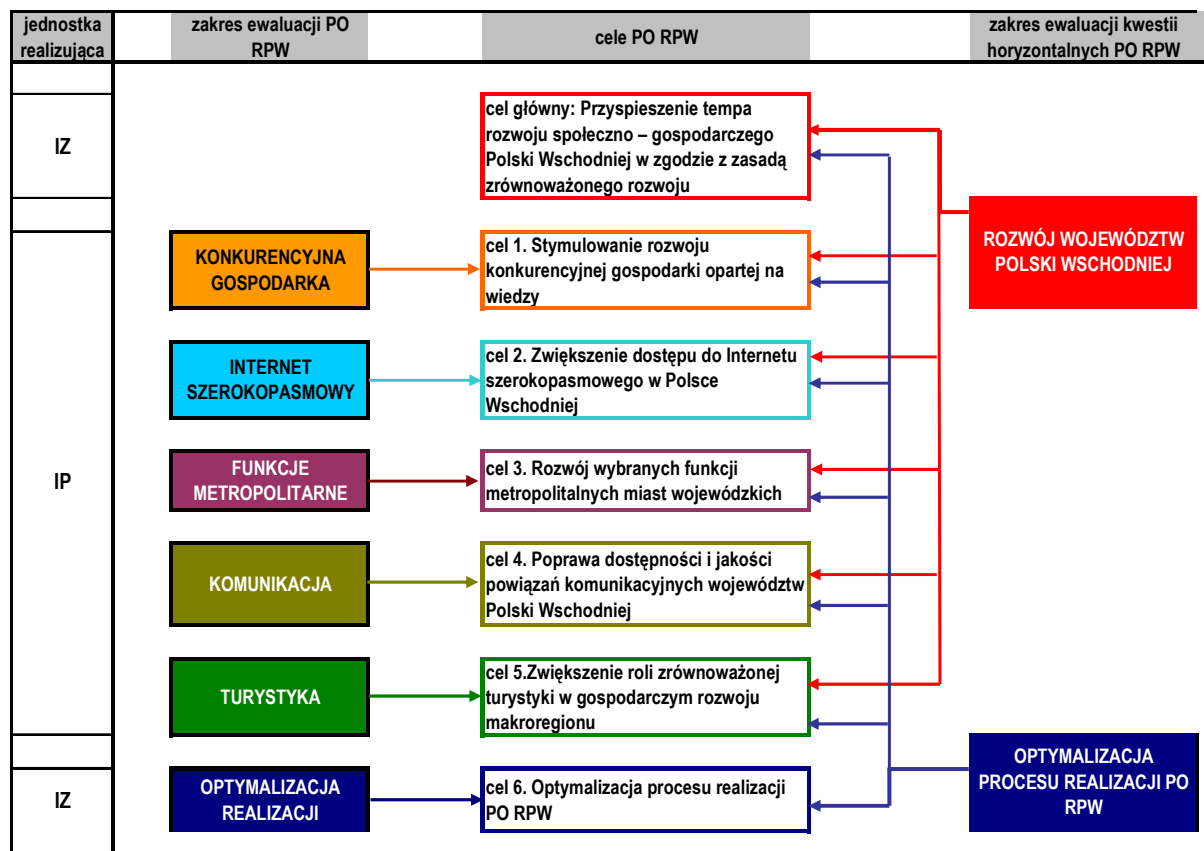 jednostka
realizująca
zakres ewaluacji PO
RPW
cele PO RPW
zakres ewaluacji kwestii
horyzontalnych PO RPW
IZ
cel główny: Przyspieszenie tempa
rozwoju społeczno – gospodarczego
Polski Wschodniej w zgodzie z zasadą
zrównoważonego rozwoju
ROZWÓJ WOJEWÓDZTW
POLSKI WSCHODNIEJ
IP
KONKURENCYJNA
GOSPODARKA
cel 1. Stymulowanie rozwoju
konkurencyjnej gospodarki opartej na
wiedzy
INTERNET
SZEROKOPASMOWY
cel 2. Zwiększenie dostępu do Internetu
szerokopasmowego w Polsce
Wschodniej
FUNKCJE
METROPOLITARNE
cel 3. Rozwój wybranych funkcji
metropolitalnych miast wojewódzkich
KOMUNIKACJA
cel 4. Poprawa dostępności i jakości
powiązań komunikacyjnych województw
Polski Wschodniej
TURYSTYKA
cel 5.Zwiększenie roli zrównoważonej
turystyki w gospodarczym rozwoju
makroregionu
IZ
OPTYMALIZACJA
REALIZACJI
cel 6. Optymalizacja procesu realizacji
PO RPW
OPTYMALIZACJA
PROCESU REALIZACJI PO
RPW